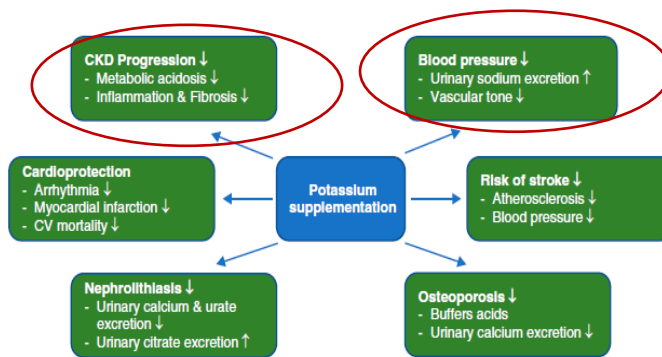 CKD Progression ↓
- Metabolic acidosis ↓
- Inflammation & Fibrosis ↓
Blood pressure ↓
- Urinary sodium excretion ↑
- Vascular tone ↓
Cardioprotection
- Arrhythmia ↓
- Myocardial infarction ↓
- CV mortality ↓
Potassium
supplementation
Risk of stroke ↓
- Atherosclerosis ↓
- Blood pressure ↓
Nephrolithiasis ↓
- Urinary calcium & urate
excretion ↓
- Urinary citrate excretion ↑
Osteoporosis ↓
- Buffers acids
- Urinary calcium excretion ↓